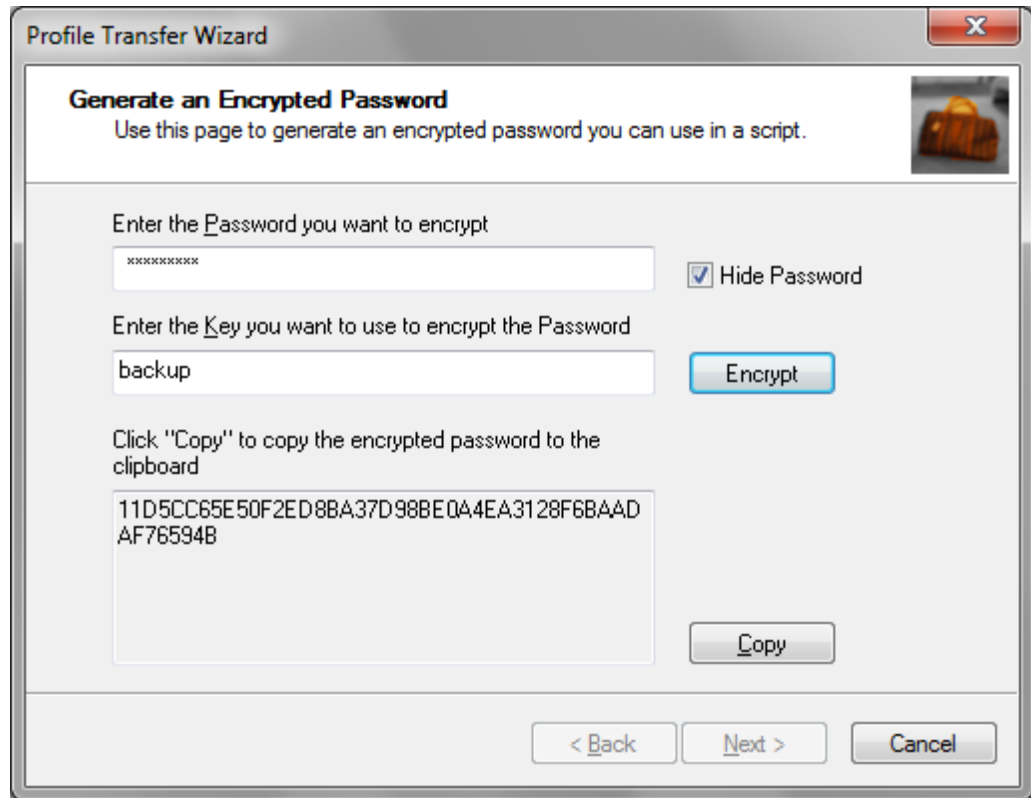 Profile Transfer Wizard
Generate an Encrypted Password
Use this page to generate an encrypted password you can use in a script.
Enter the Password you want to encrypt
xxxxxxxxx
Hide Password
Enter the Key you want to use to encrypt the Password
backup
Encrypt
Click "Copy" to copy the encrypted password to the
clipboard
11D5CC65E50F2ED8BA37D98BE0A4EA3128F6BAAD
AF76594B
Copy
< Back
Next >
Cancel